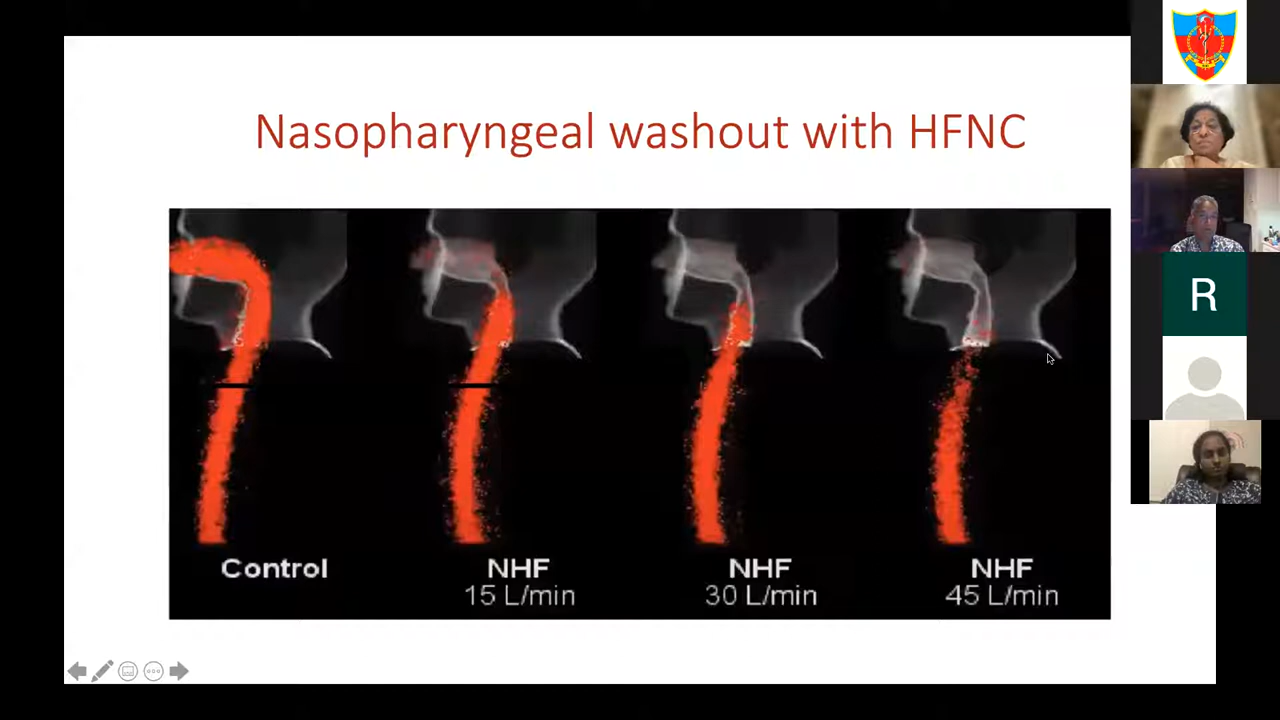 Nasopharyngeal washout with HFNC
Control
NHF
15 L/min
NHF
30 L/min
NHF
45 L/min
R